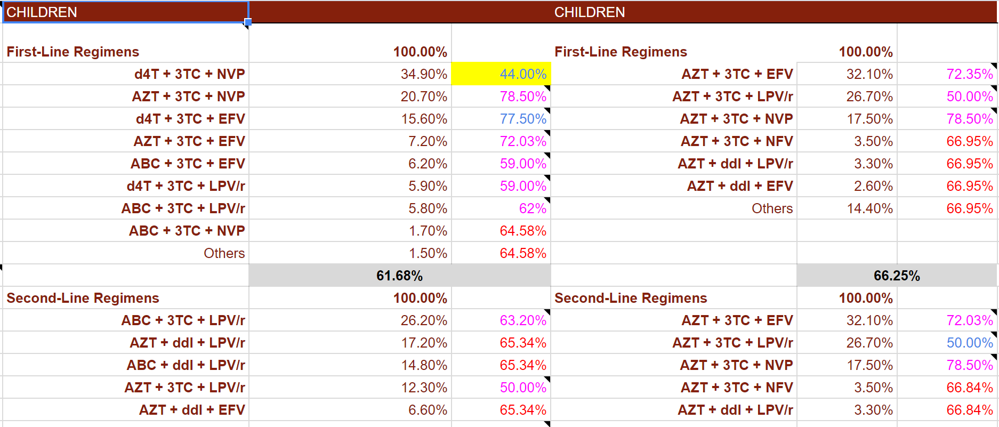 CHILDREN CHILDREN
First-Line Regimens 100.00% First-Line Regimens 100.00%
d4T + 3TC + NVP 34.90% 44.00% AZT + 3TC + EFV 32.10% 72.35%
AZT + 3TC + NVP 20.70% 78.50% AZT + 3TC + LPV/r 26.70% 50.00%
d4T + 3TC + EFV 15.60% 77.50% AZT + 3TC + NVP 17.50% 78.50%
AZT + 3TC + EFV 7.20% 72.03% AZT + 3TC + NFV 3.50% 66.95%
ABC + 3TC + EFV 6.20% 59.00% AZT + ddI + LPV/r 3.30% 66.95%
d4T + 3TC + LPV/r 5.90% 59.00% AZT + ddI + EFV 2.60% 66.95%
ABC + 3TC + LPV/r 5.80% 62% Others 14.40% 66.95%
ABC + 3TC + NVP 1.70% 64.58%
Others 1.50% 64.58%
61.68% 66.25%
Second-Line Regimens 100.00% Second-Line Regimens 100.00%
ABC + 3TC + LPV/r 26.20% 63.20% AZT + 3TC + EFV 32.10% 72.03%
AZT + ddI + LPV/r 17.20% 65.34% AZT + 3TC + LPV/r 26.70% 50.00%
ABC + ddI + LPV/r 14.80% 65.34% AZT + 3TC + NVP 17.50% 78.50%
AZT + 3TC + LPV/r 12.30% 50.00% AZT + 3TC + NFV 3.50% 66.84%
AZT + ddI + EFV 6.60% 65.34% AZT + ddI + LPV/r 3.30% 66.84%